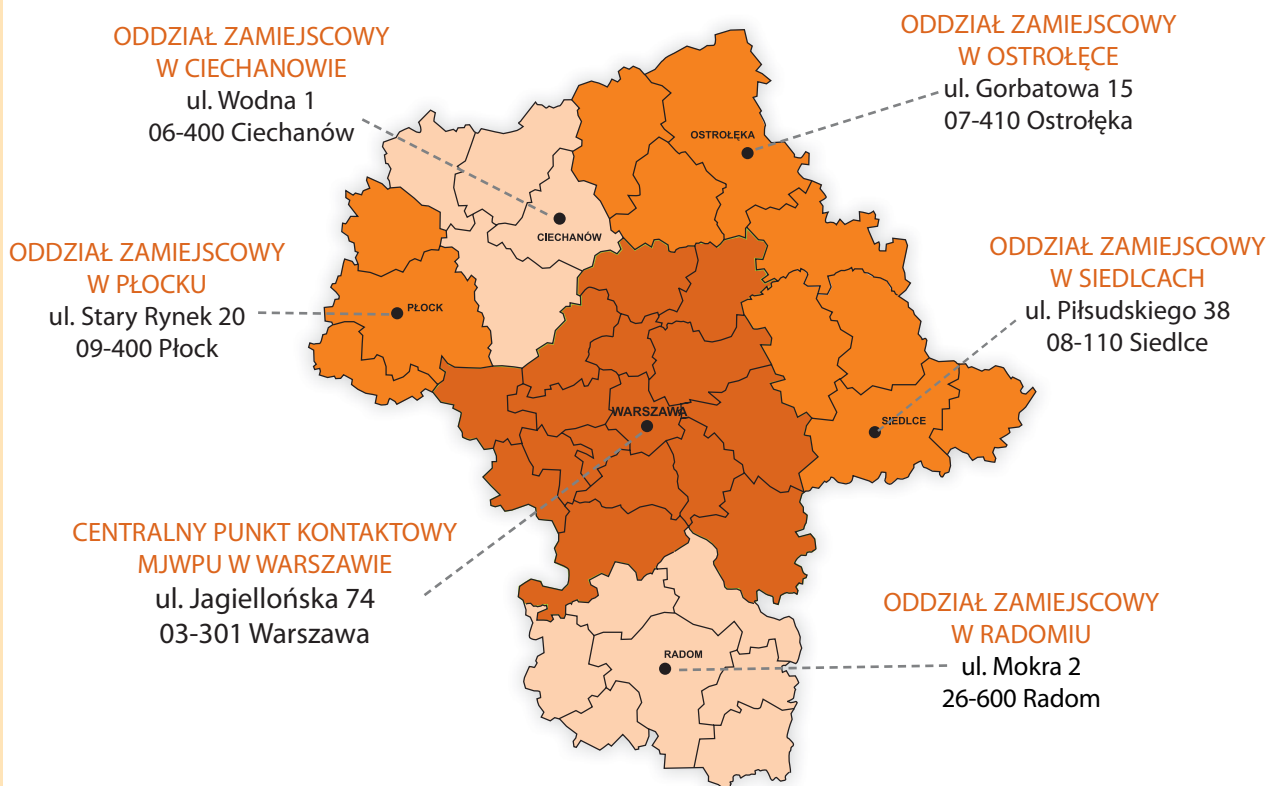 ODDZIAŁ ZAMIEJSCOWY
W CIECHANOWIE
ul. Wodna 1
06-400 Ciechanów
ODDZIAŁ ZAMIEJSCOWY
W OSTROŁĘCE
ul. Gorbatowa 15
07-410 Ostrołęka
OSTROŁĘKA
CIECHANÓW
ODDZIAŁ ZAMIEJSCOWY
W PŁOCKU
ul. Stary Rynek 20
09-400 Płock
PŁOCK
ODDZIAŁ ZAMIEJSCOWY
W SIEDLCACH
ul. Piłsudskiego 38
08-110 Siedlce
WARSZAWA
SIEDLCE
CENTRALNY PUNKT KONTAKTOWY
MJWPU W WARSZAWIE
ul. Jagiellońska 74
03-301 Warszawa
RADOM
ODDZIAŁ ZAMIEJSCOWY
W RADOMIU
ul. Mokra 2
26-600 Radom